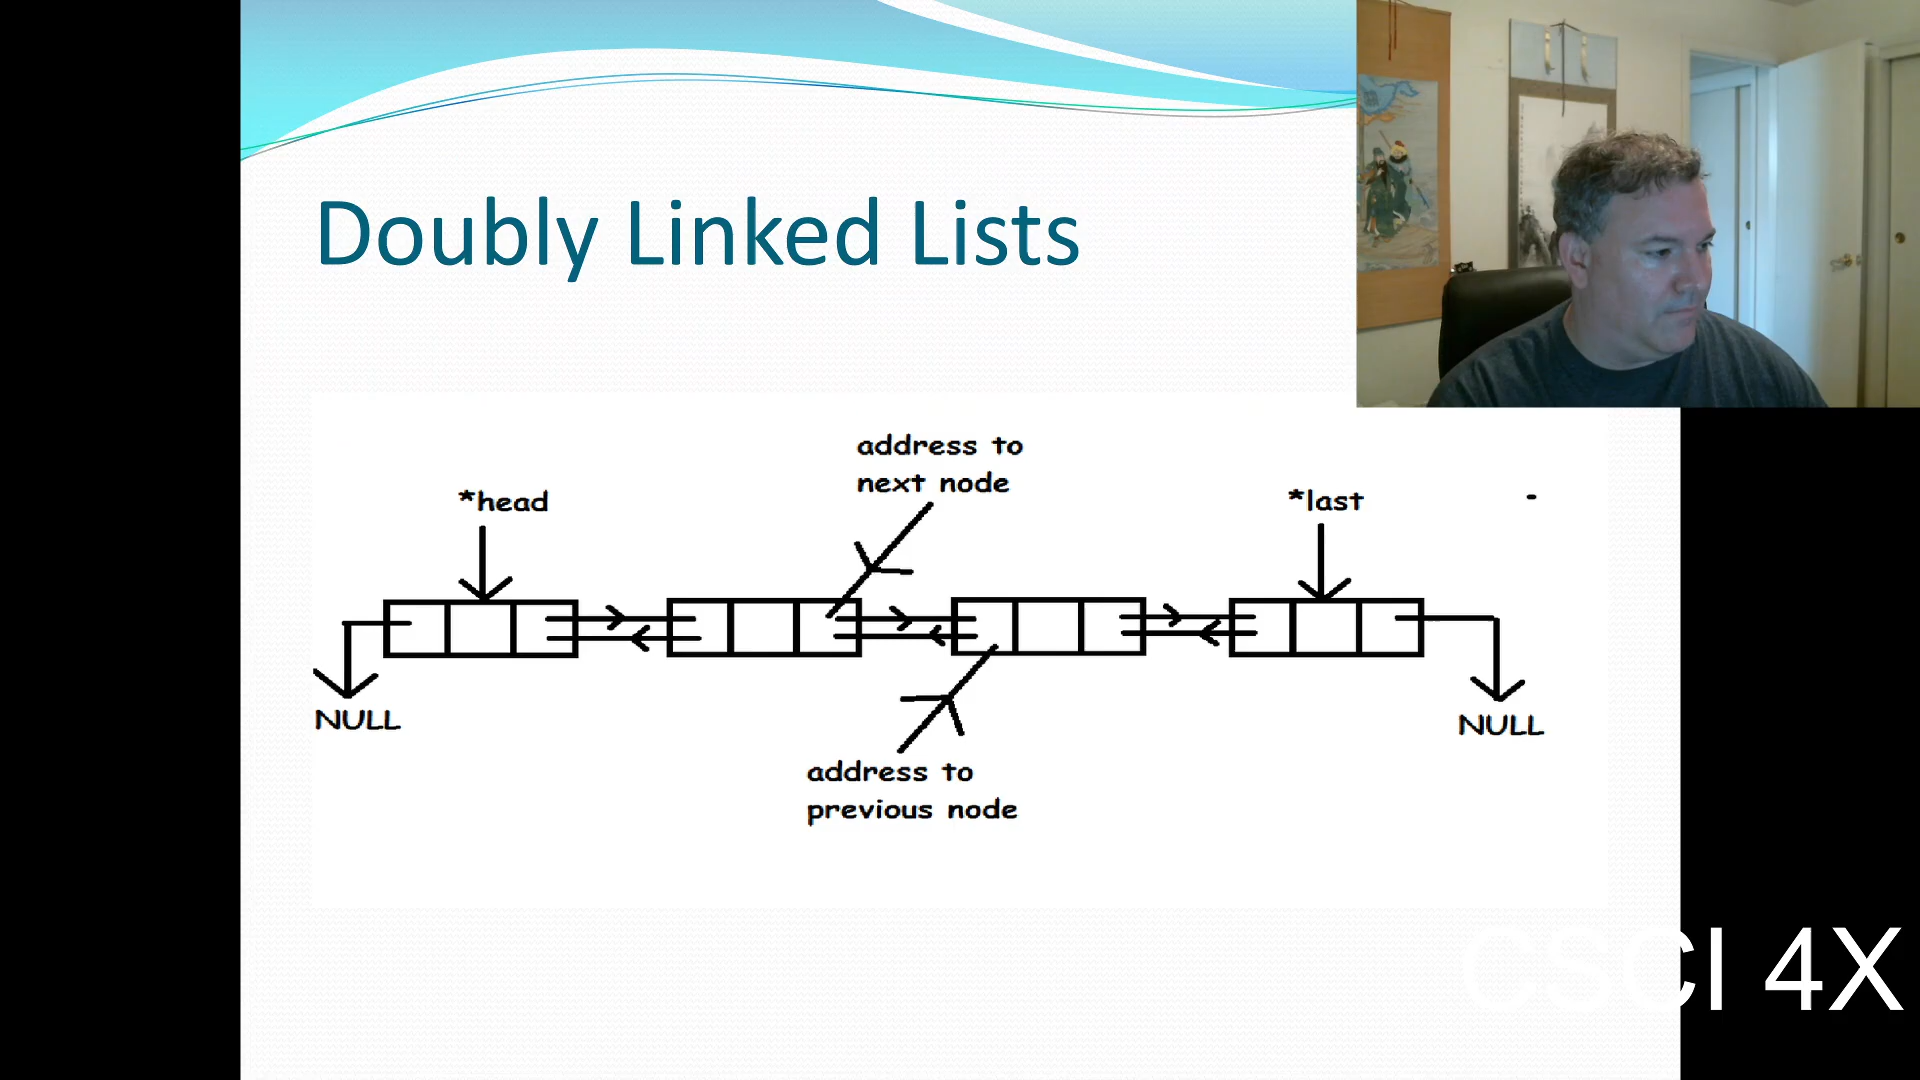 Doubly Linked Lists
address to
next node
*head
*last
NULL
NULL
address to
previous node
CSCI 4X